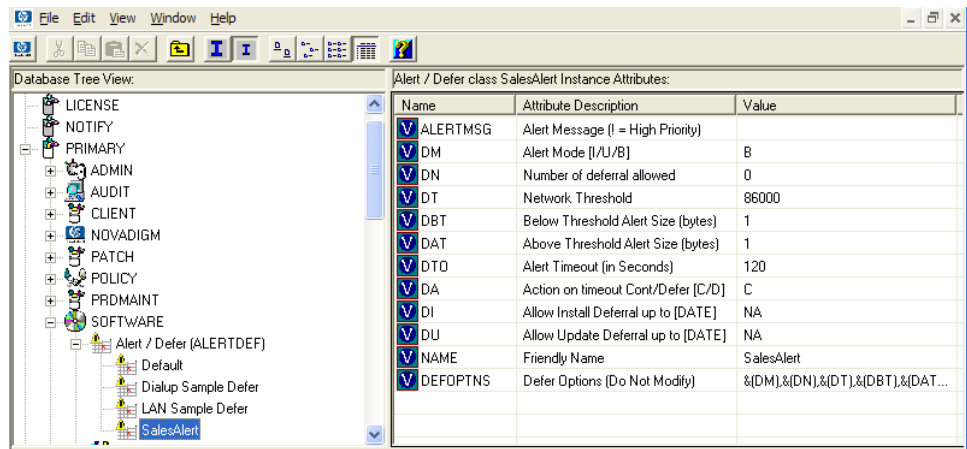 File Edit View Window Help
Database Tree View:
LICENSE
NOTIFY
PRIMARY
ADMIN
AUDIT
CLIENT
NOVADIGM
PATCH
POLICY
PRDMAINT
SOFTWARE
Alert / Defer (ALERTDEF)
Default
Dialup Sample Defer
LAN Sample Defer
SalesAlert
Alert / Defer class SalesAlert Instance Attributes:
Name Attribute Description Value
V ALERTMSG Alert Message (! = High Priority)
V DM Alert Mode [I/U/B] B
V DN Number of deferral allowed 0
V DT Network Threshold 86000
V DBT Below Threshold Alert Size (bytes) 1
V DAT Above Threshold Alert Size (bytes) 1
V DTO Alert Timeout (in Seconds) 120
V DA Action on timeout Cont/Defer [C/D] C
V DI Allow Install Deferral up to [DATE] NA
V DU Allow Update Deferral up to [DATE] NA
V NAME Friendly Name SalesAlert
V DEFOPTNS Defer Options (Do Not Modify) &(DM),&(DN),&(DT),&(DBT),&(DAT...